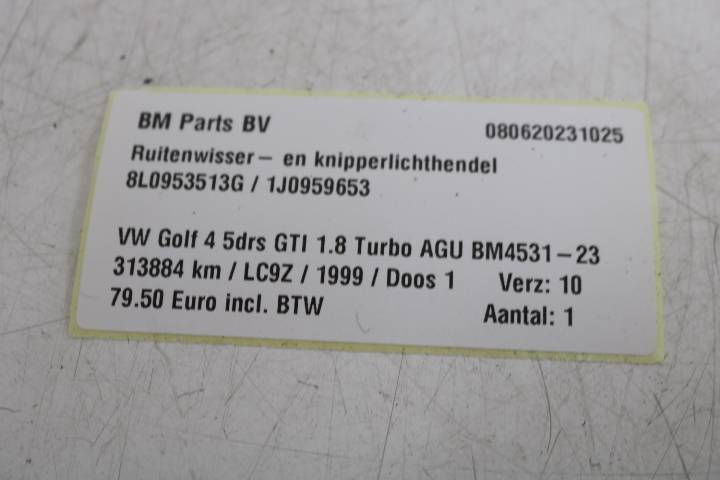 BM Parts BV 080620231025
Ruitenwisser- en knipperlichthendel
8L0953513G / 1J0959653
VW Golf 4 5drs GTI 1.8 Turbo AGU BM4531-23
313884 km / LC9Z / 1999 / Doos 1 Verz: 10
79.50 Euro incl. BTW Aantal: 1